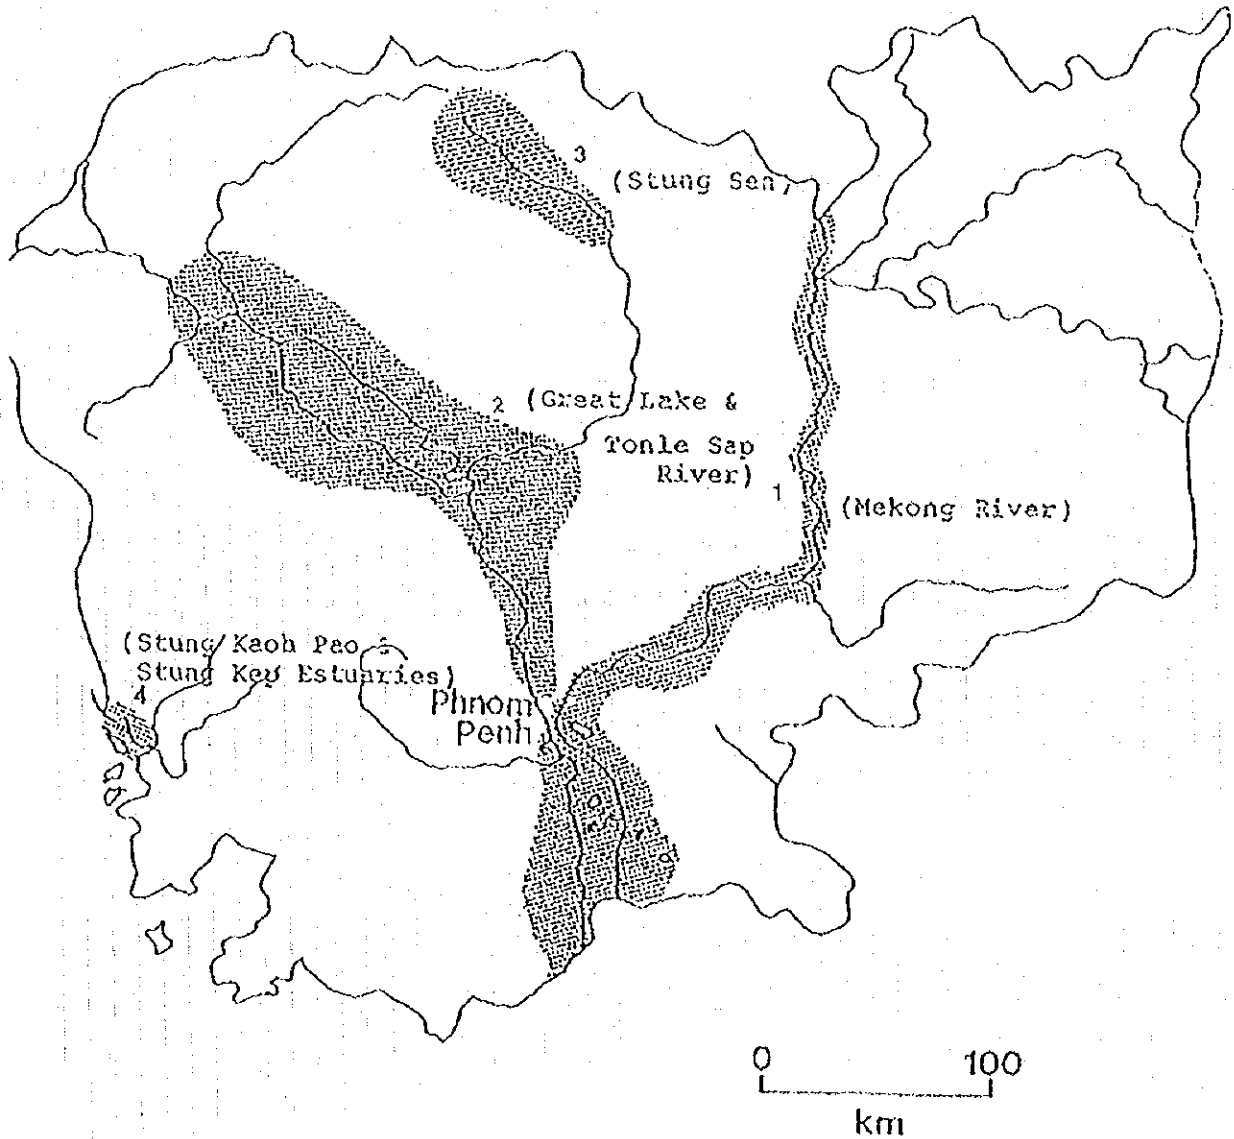 3
(Stung Sen)
2 (Great Lake &
Tonle Sap
River)
1
(Mekong River)
(Stung Kaoh Pao &
Stung Kep Estuaries)
4
Phnom
Penh
0 100
km